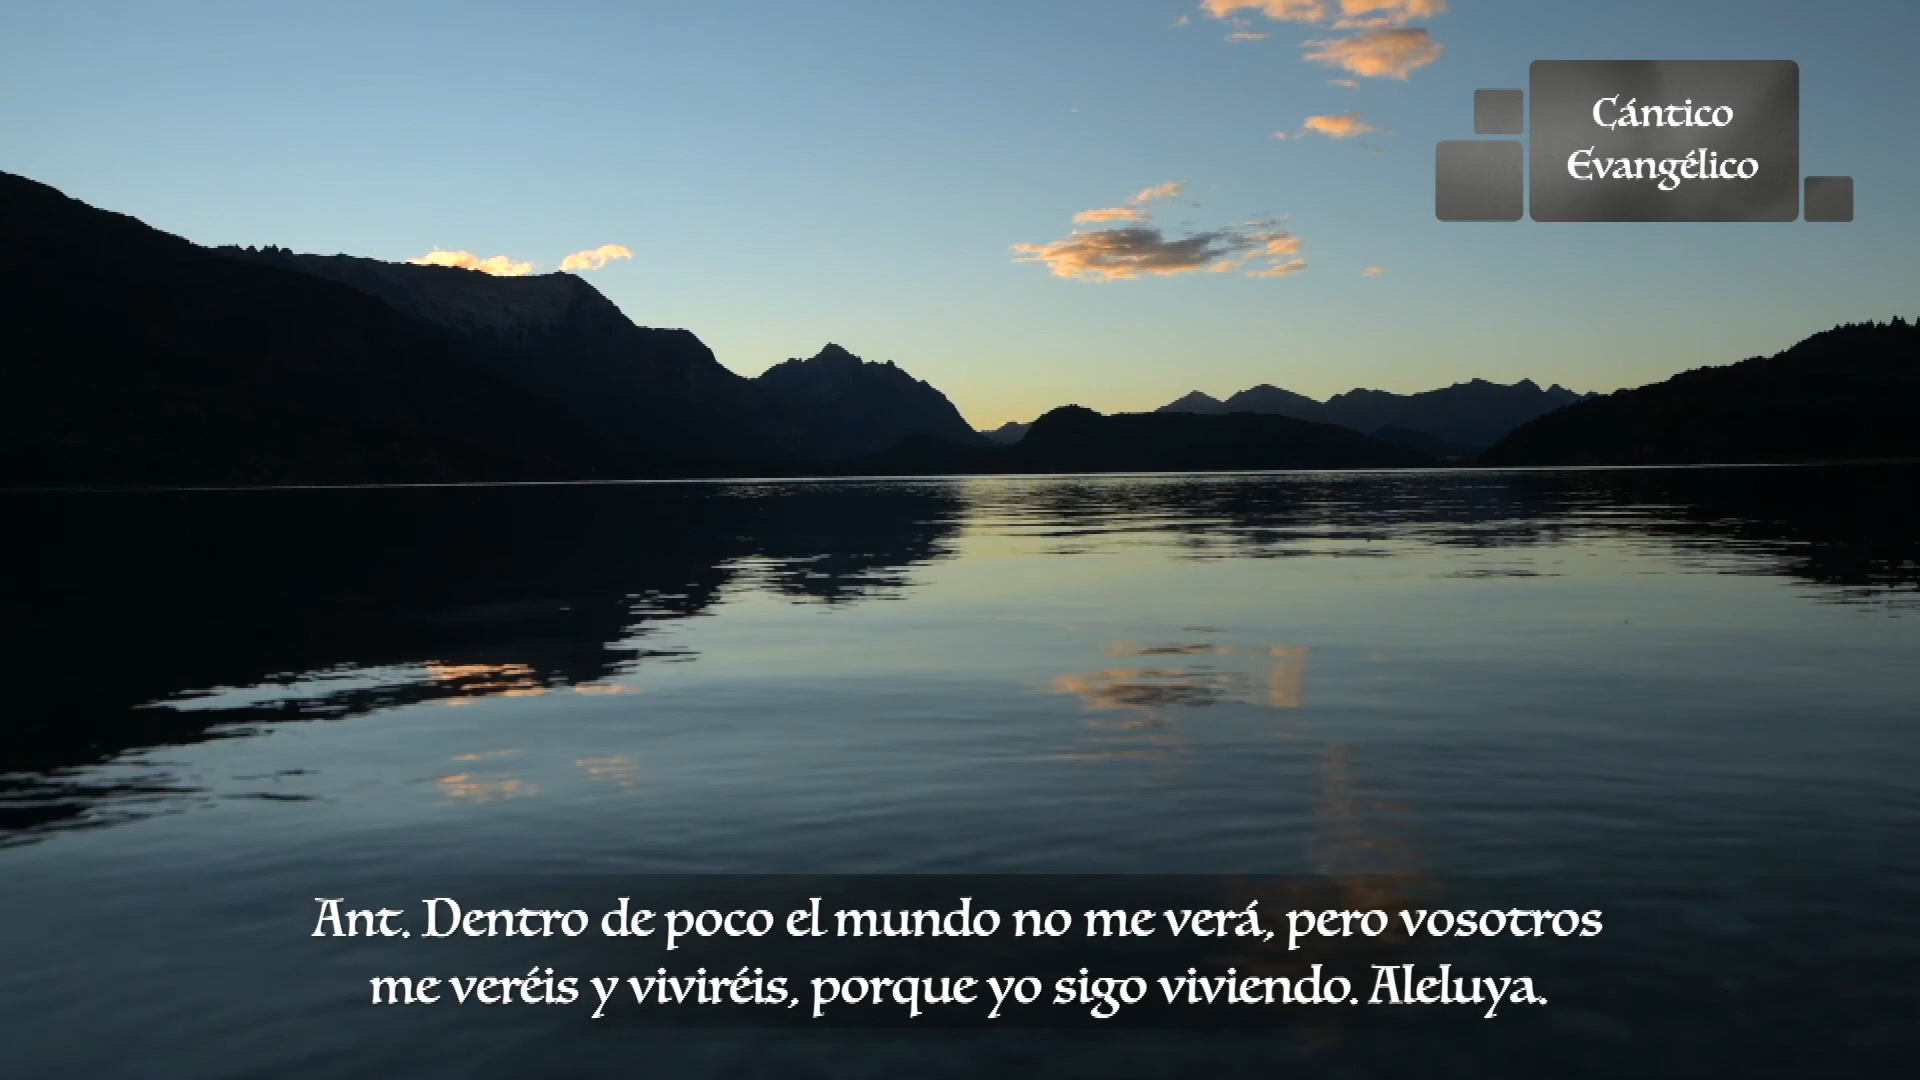 Cántico
Evangélico
Ant. Dentro de poco el mundo no me verá, pero vosotros
me veréis y viviréis, porque yo sigo viviendo. Aleluya.